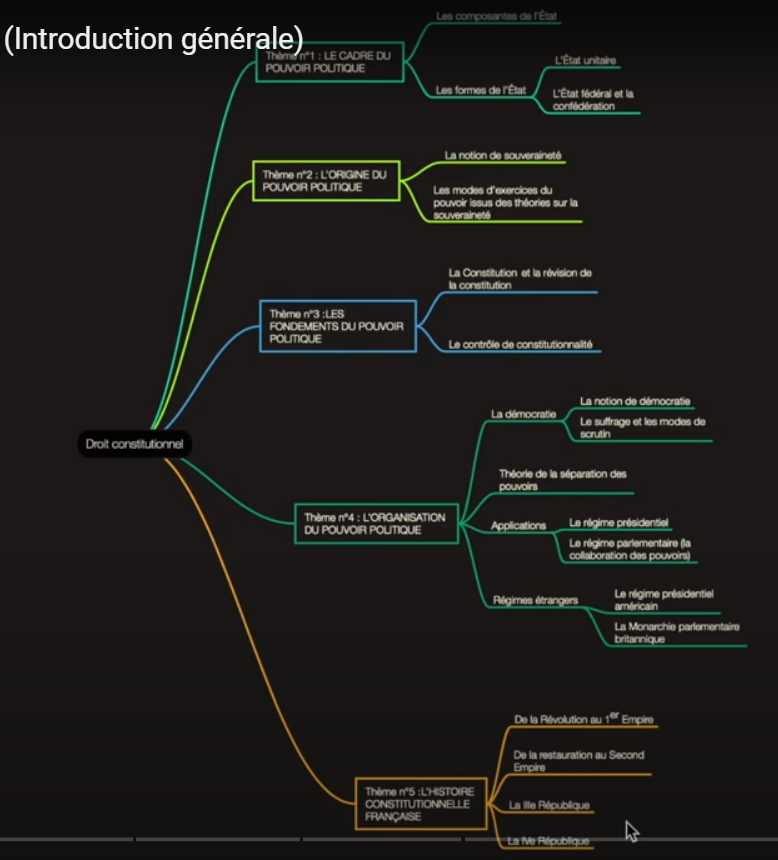 (Introduction générale)
Les composantes de l'État
Thème n°1 : LE CADRE DU
POUVOIR POLITIQUE
Les formes de l'État
L'État unitaire
L'État fédéral et la
confédération
Thème n°2 : L'ORIGINE DU
POUVOIR POLITIQUE
La notion de souveraineté
Les modes d'exercices du
pouvoir issus des théories sur la
souveraineté
Thème n°3 :LES
FONDEMENTS DU POUVOIR
POLITIQUE
La Constitution et la révision de
la constitution
Le contrôle de constitutionnalité
Droit constitutionnel
Thème n°4 : L'ORGANISATION
DU POUVOIR POLITIQUE
La démocratie
La notion de démocratie
Le suffrage et les modes de
scrutin
Théorie de la séparation des
pouvoirs
Applications
Le régime présidentiel
Le régime parlementaire (la
collaboration des pouvoirs)
Régimes étrangers
Le régime présidentiel
américain
La Monarchie parlementaire
britannique
Thème n°5 :L'HISTOIRE
CONSTITUTIONNELLE
FRANÇAISE
De la Révolution au 1er Empire
De la restauration au Second
Empire
La IIIe République
La IVe République